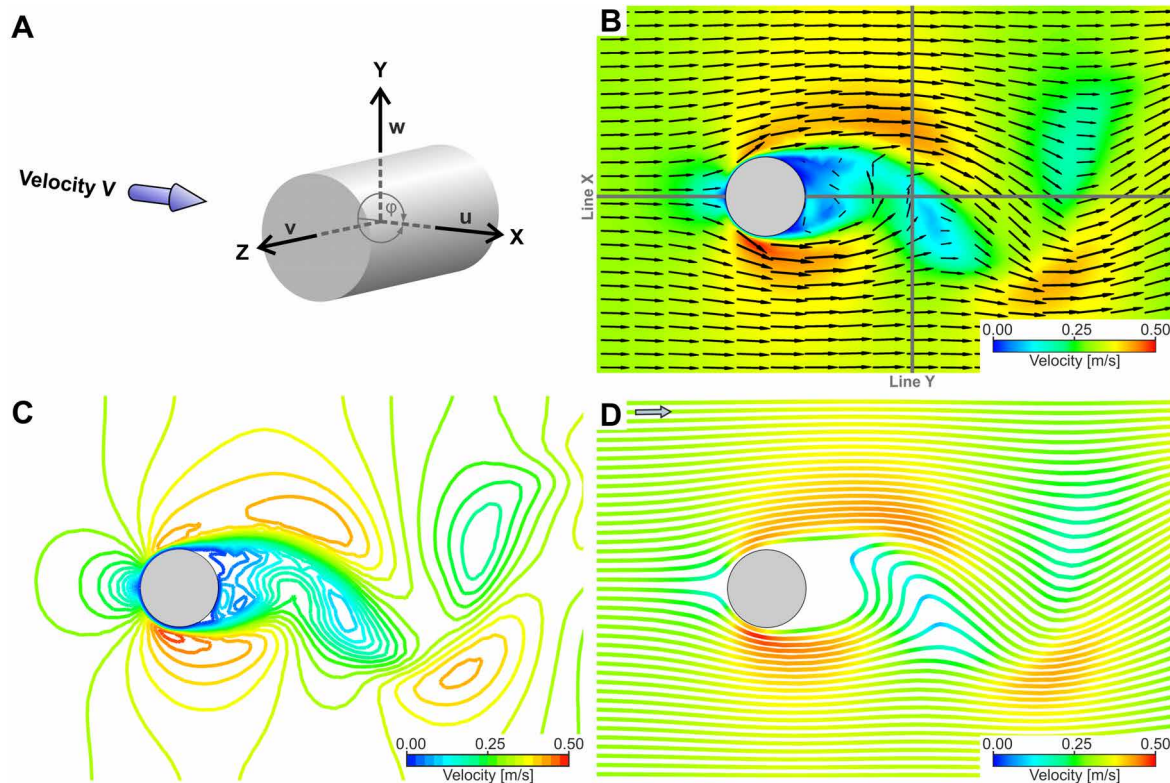 A
Y
w
Velocity V
φ
v
u
Z
X
B
Line X
0.00 0.25 0.50
Velocity [m/s]
Line Y
C
0.00 0.25 0.50
Velocity [m/s]
D
0.00 0.25 0.50
Velocity [m/s]